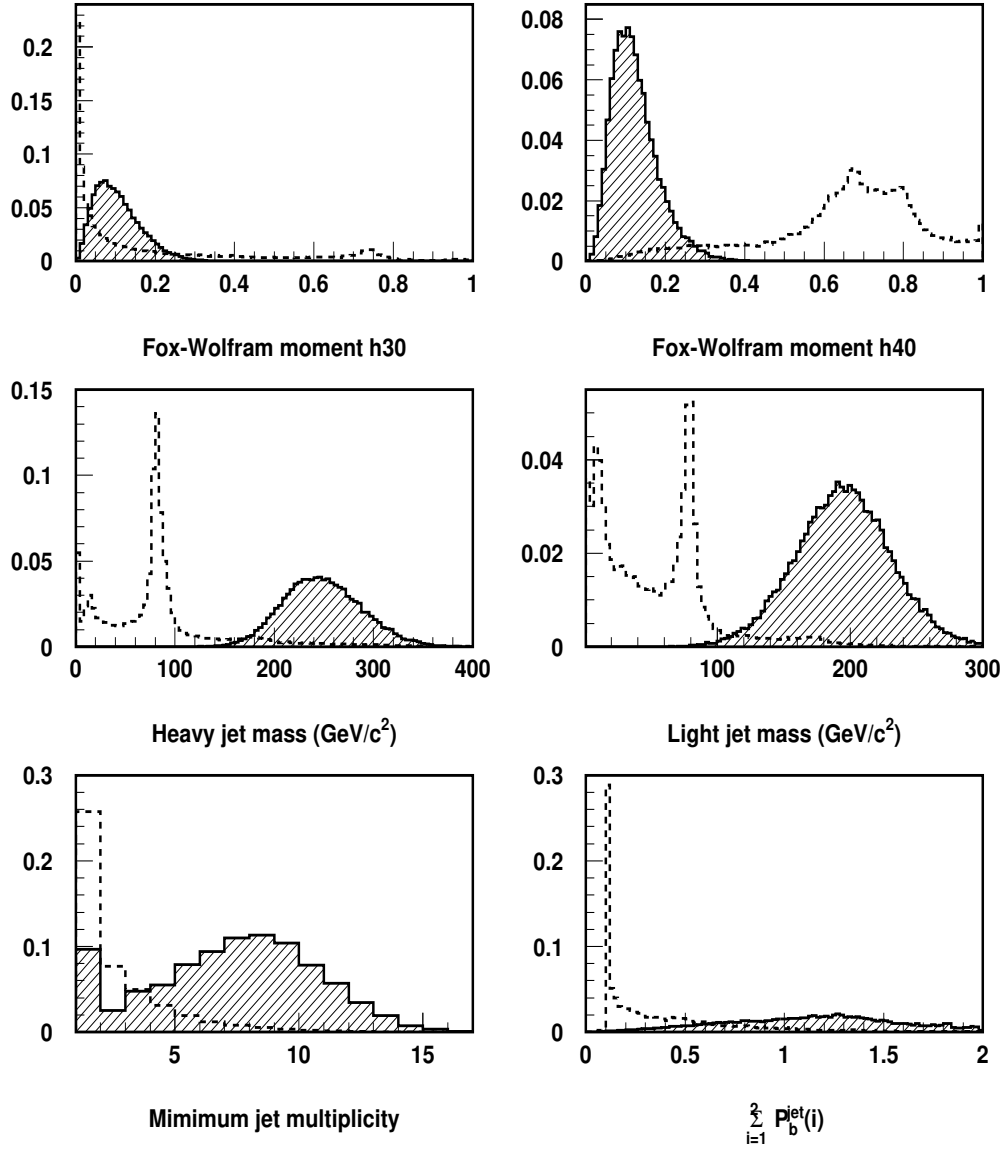 0.2
0.15
0.1
0.05
0
0 0.2 0.4 0.6 0.8 1
Fox-Wolfram moment h30
0.08
0.06
0.04
0.02
0
0 0.2 0.4 0.6 0.8 1
Fox-Wolfram moment h40
0.15
0.1
0.05
0
0 100 200 300 400
Heavy jet mass (GeV/c²)
0.04
0.02
0
100 200 300
Light jet mass (GeV/c²)
0.3
0.2
0.1
0
5 10 15
Mimimum jet multiplicity
0.3
0.2
0.1
0
0 0.5 1 1.5 2
2
Σ P_b^jet(i)
i=1